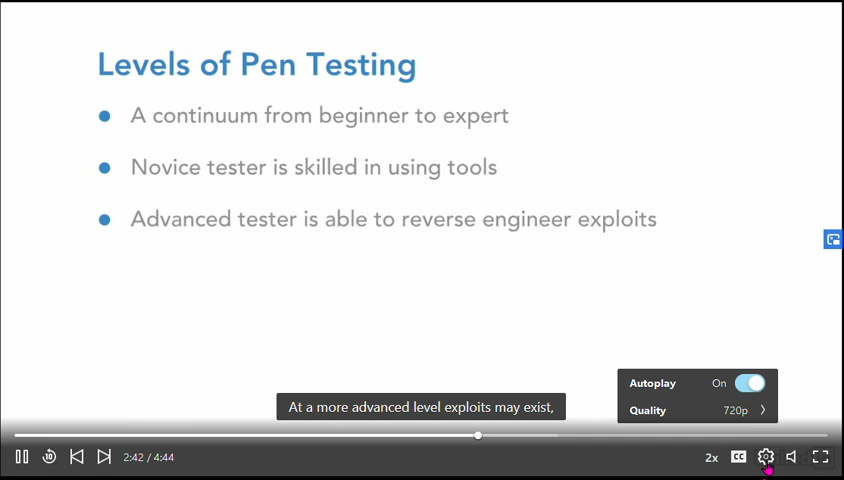 Levels of Pen Testing
A continuum from beginner to expert
Novice tester is skilled in using tools
Advanced tester is able to reverse engineer exploits
At a more advanced level exploits may exist,
Autoplay On
Quality 720p
2:42 / 4:44
2x
CC